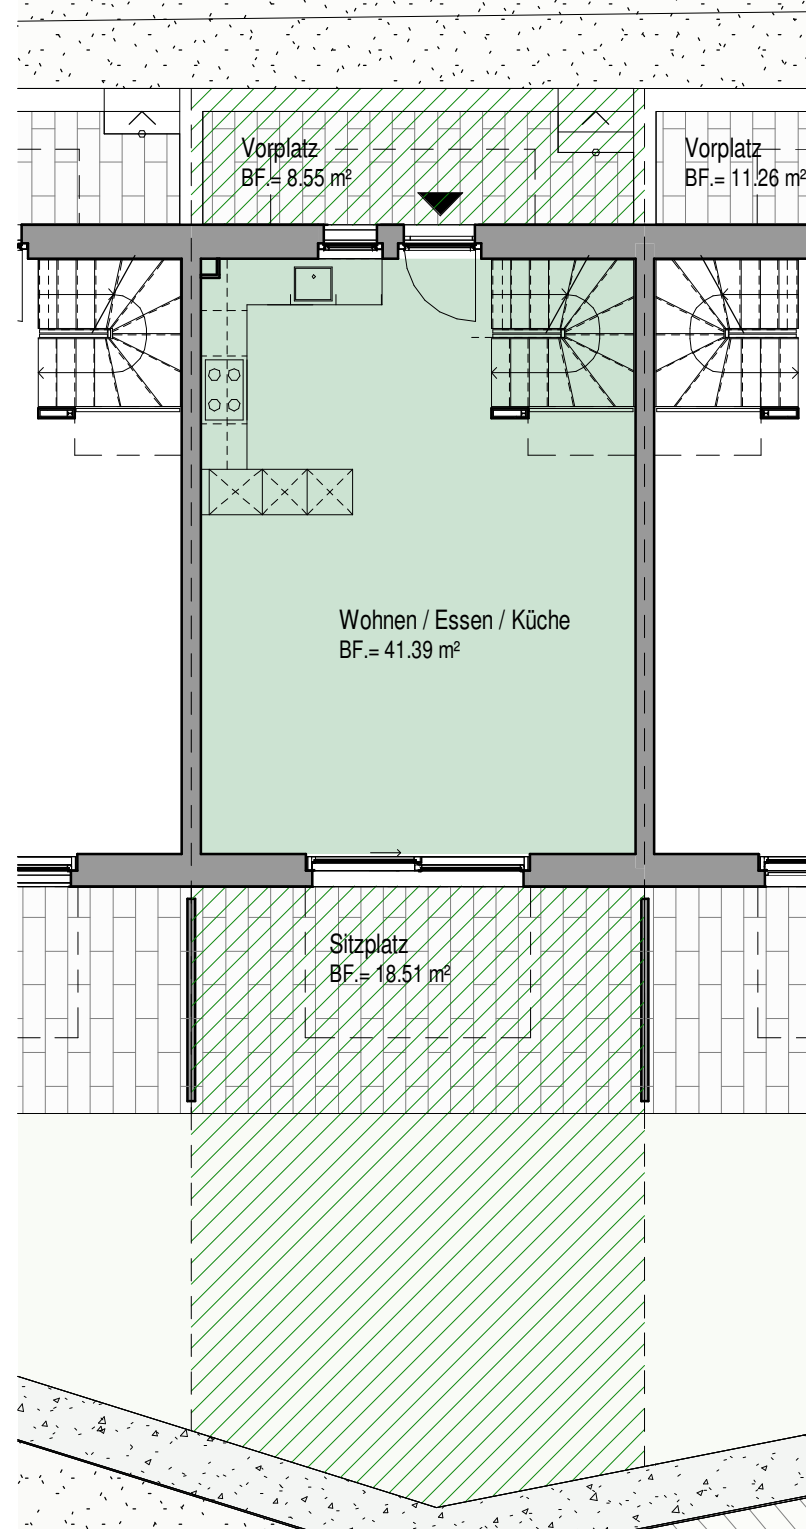 Vorplatz
BF.= 8.55 m²
Vorplatz
BF.= 11.26 m²
Wohnen / Essen / Küche
BF.= 41.39 m²
Sitzplatz
BF.= 18.51 m²